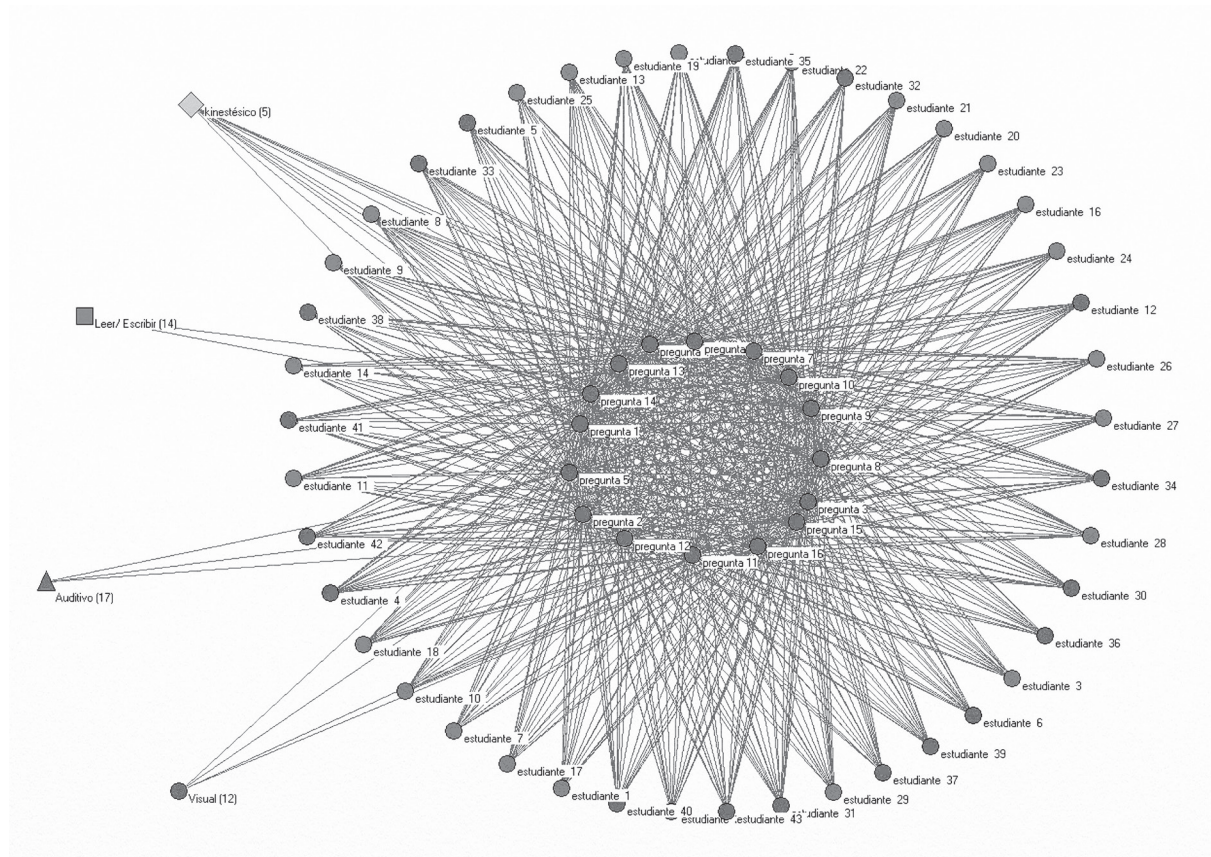 kinestésico (5)
Leer/ Escribir (14)
Auditivo (17)
Visual (12)
estudiante 19
estudiante 35
estudiante 22
estudiante 32
estudiante 21
estudiante 20
estudiante 23
estudiante 16
estudiante 24
estudiante 12
estudiante 26
estudiante 27
estudiante 34
estudiante 28
estudiante 30
estudiante 36
estudiante 3
estudiante 6
estudiante 39
estudiante 37
estudiante 29
31
estudiante 43
estudiante 40
estudiante 1
estudiante 17
estudiante 7
estudiante 10
estudiante 18
estudiante 4
estudiante 42
estudiante 11
estudiante 41
estudiante 14
estudiante 38
estudiante 9
estudiante 8
estudiante 33
estudiante 5
estudiante 25
estudiante 13
pregunta
pregunta
pregunta 7
pregunta 10
pregunta 9
pregunta 8
pregunta 3
pregunta 15
pregunta 16
pregunta 11
pregunta 12
pregunta 2
pregunta 5
pregunta 1
pregunta 14
pregunta 13